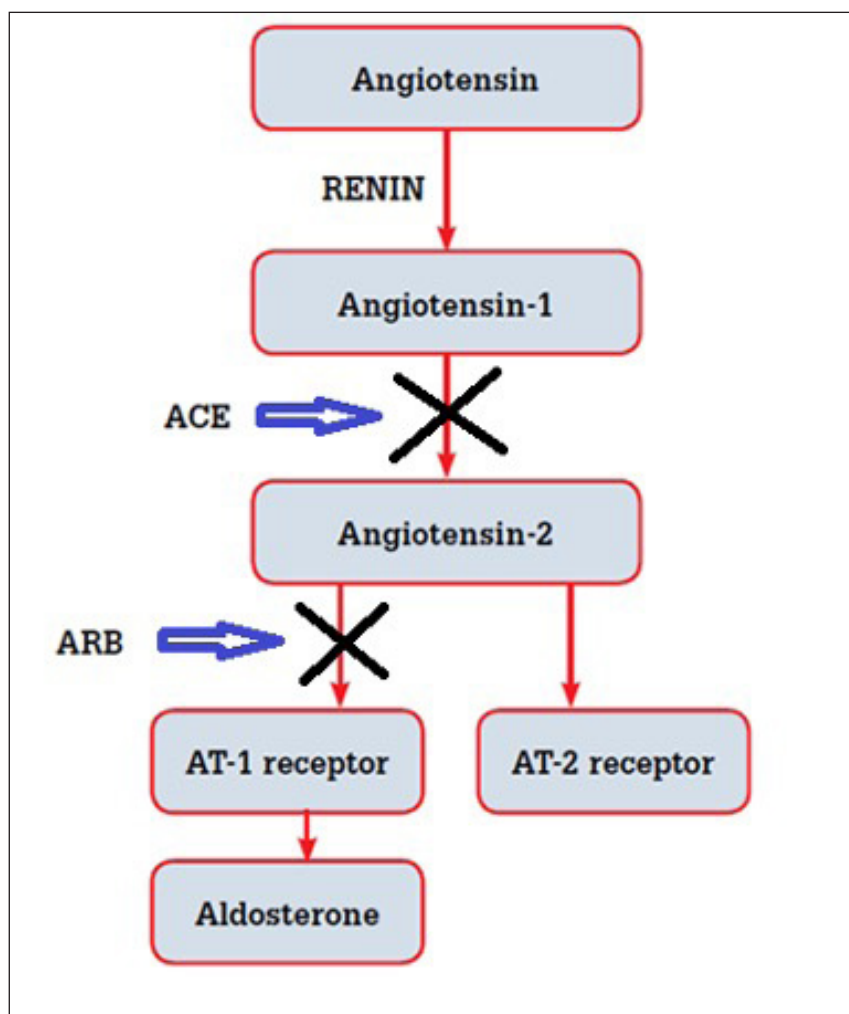 Angiotensin
RENIN
Angiotensin-1
ACE
Angiotensin-2
ARB
AT-1 receptor
AT-2 receptor
Aldosterone